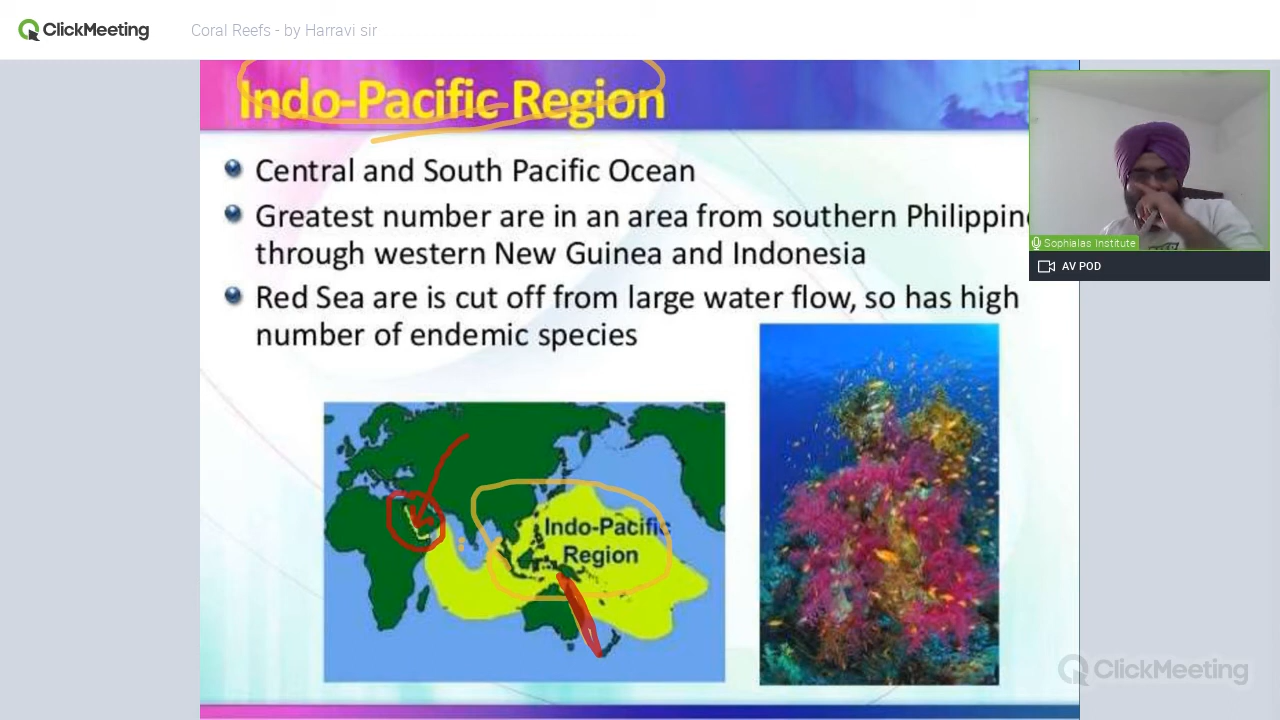 ClickMeeting
Coral Reefs - by Harravi sir
Indo-Pacific Region
Central and South Pacific Ocean
Greatest number are in an area from southern
through western New Guinea and Indonesia
Red Sea are is cut off from large water flow, so has high
number of endemic species
Indo-Pacific
Region
Sophialas Institute
AV POD
ClickMeeting